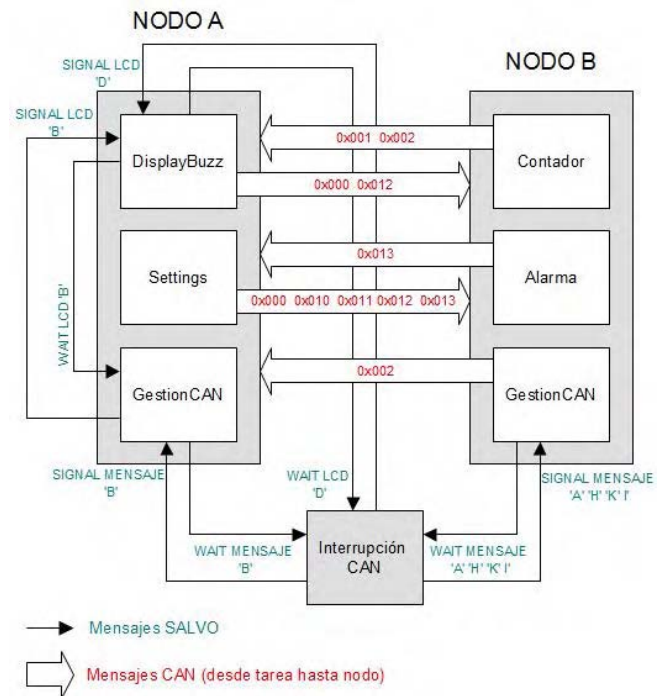 NODO A
NODO B
SIGNAL LCD
'D'
SIGNAL LCD
'B'
DisplayBuzz
0x001 0x002
Contador
0x000 0x012
Settings
0x013
Alarma
0x000 0x010 0x011 0x012 0x013
WAIT LCD 'B'
GestionCAN
0x002
GestionCAN
SIGNAL MENSAJE
'B'
WAIT LCD
'D'
SIGNAL MENSAJE
'A' 'H' 'K' I'
WAIT MENSAJE
'B'
Interrupción
CAN
WAIT MENSAJE
'A' 'H' 'K' I'
Mensajes SALVO
Mensajes CAN (desde tarea hasta nodo)